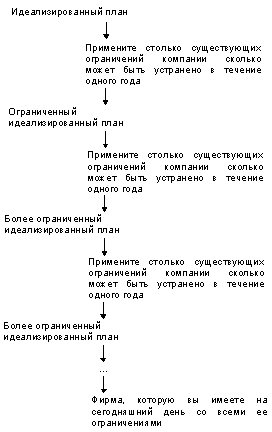 Идеализированный план
Примените столько существующих
ограничений компании сколько
может быть устранено в течение
одного года
Ограниченный
идеализированный план
Примените столько существующих
ограничений компании сколько
может быть устранено в течение
одного года
Более ограниченный
идеализированный план
Примените столько существующих
ограничений компании сколько
может быть устранено в течение
одного года
Более ограниченный
идеализированный план
...
Фирма, которую вы имеете на
сегодняшний день со всеми ее
ограничениями